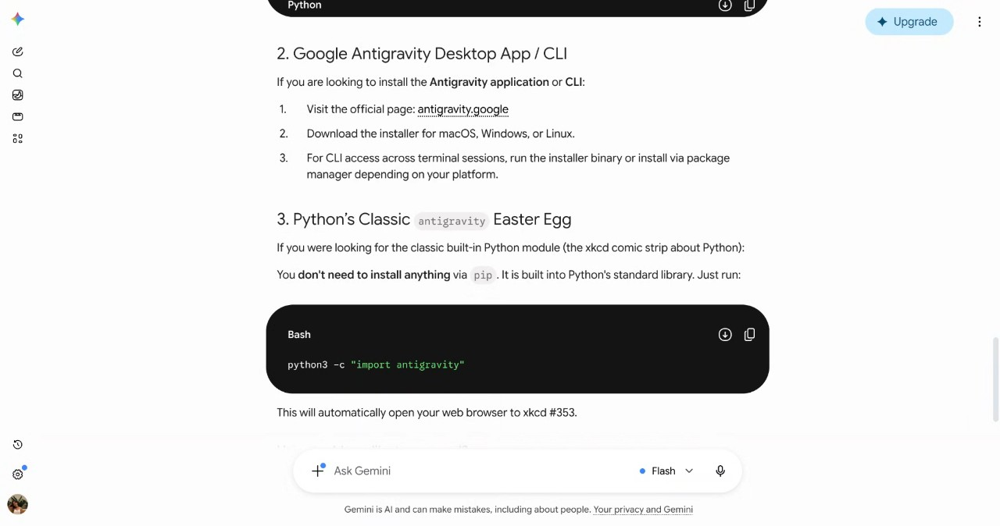 Python
Upgrade
2. Google Antigravity Desktop App / CLI
If you are looking to install the Antigravity application or CLI:
1. Visit the official page: antigravity.google
2. Download the installer for macOS, Windows, or Linux.
3. For CLI access across terminal sessions, run the installer binary or install via package
manager depending on your platform.
3. Python’s Classic antigravity Easter Egg
If you were looking for the classic built-in Python module (the xkcd comic strip about Python):
You don't need to install anything via pip. It is built into Python's standard library. Just run:
Bash
python3 -c "import antigravity"
This will automatically open your web browser to xkcd #353.
Ask Gemini
Flash
Gemini is AI and can make mistakes, including about people. Your privacy and Gemini